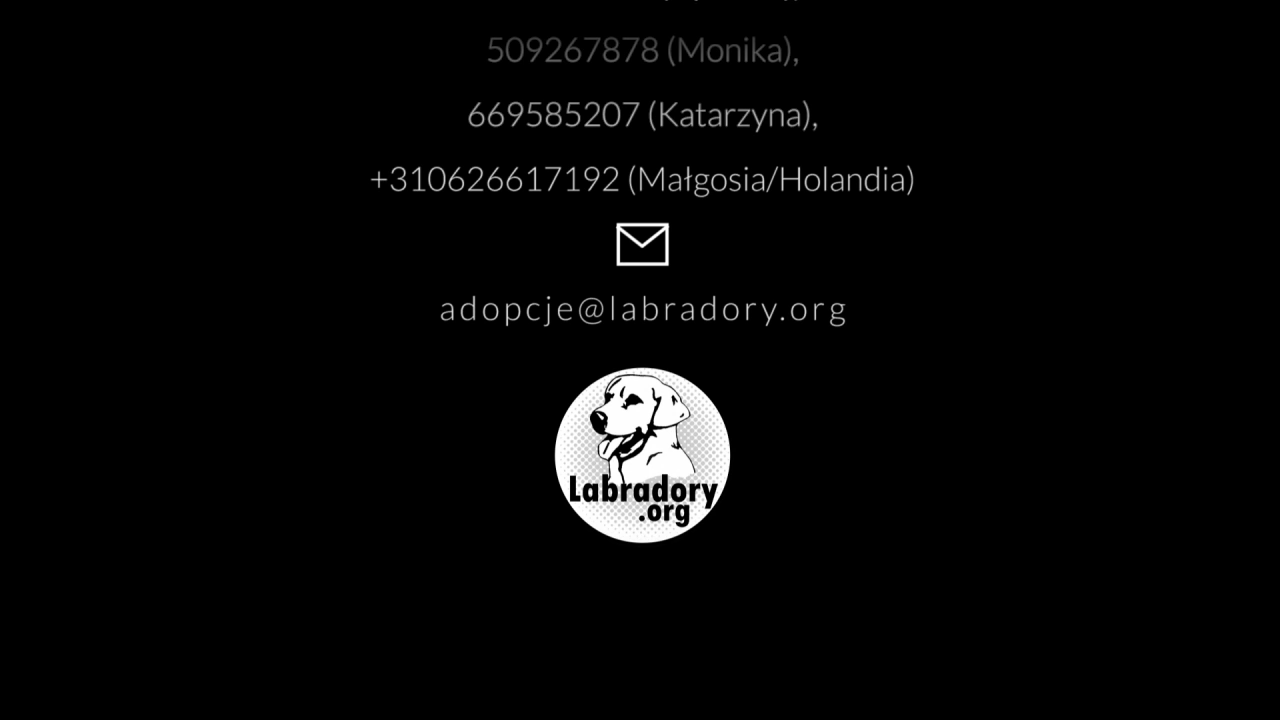 509267878 (Monika),
669585207 (Katarzyna),
+310626617192 (Małgosia/Holandia)
adopcje@labradory.org
Labradory
.org